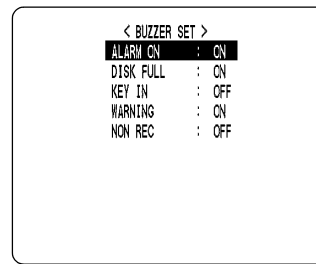 < BUZZER SET >
ALARM ON : ON
DISK FULL : ON
KEY IN : OFF
WARNING : ON
NON REC : OFF